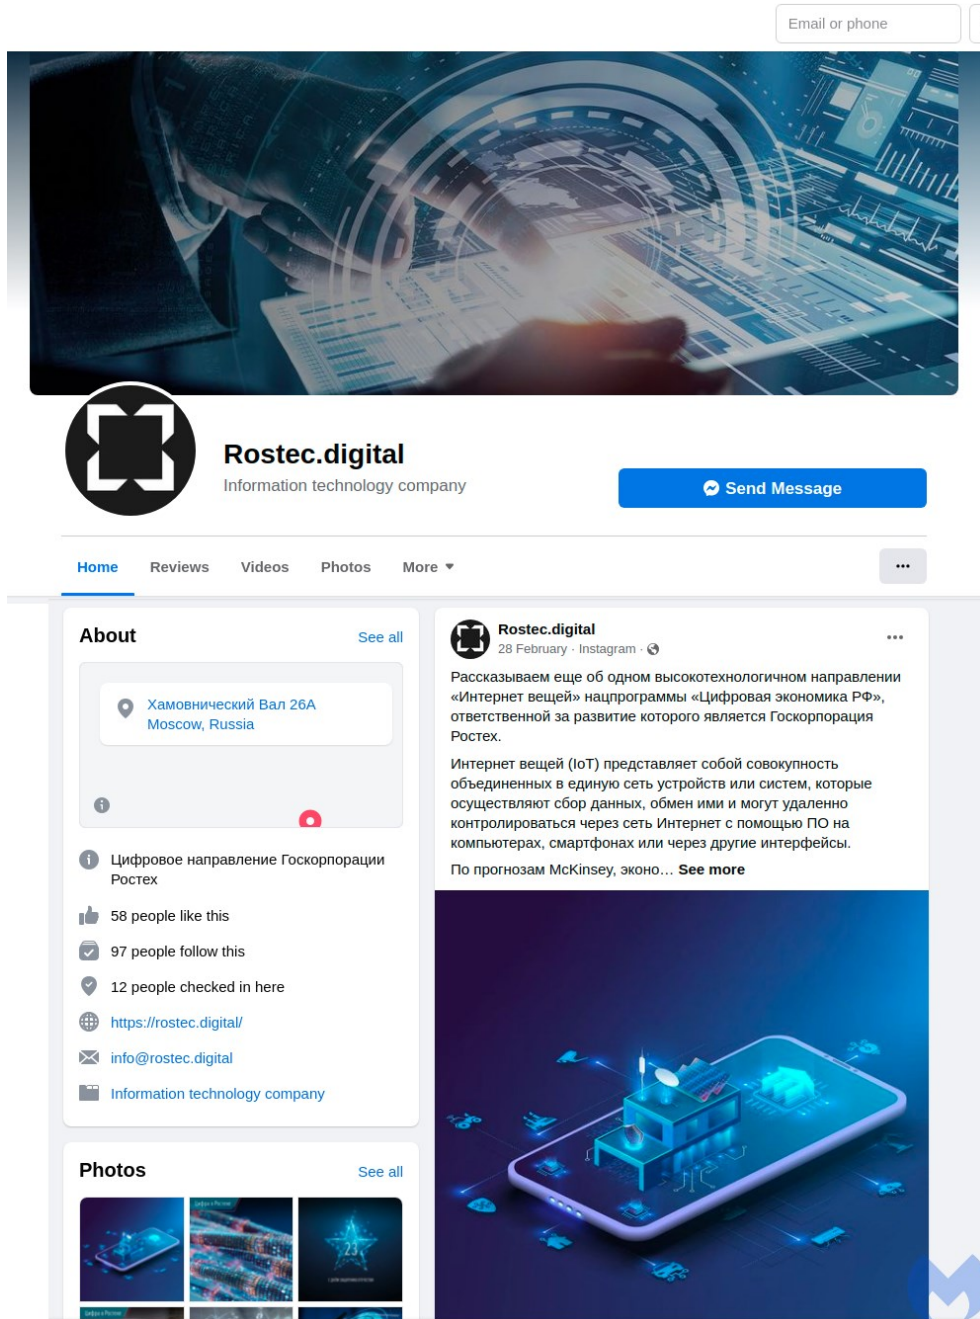 Email or phone
Rostec.digital
Information technology company
Send Message
Home
Reviews
Videos
Photos
More
About
See all
Хамовнический Вал 26А
Moscow, Russia
Цифровое направление Госкорпорации
Ростех
58 people like this
97 people follow this
12 people checked in here
https://rostec.digital/
info@rostec.digital
Information technology company
Photos
See all
Цифра в Ростехе
23
Цифра в Ростехе
Rostec.digital
28 February · Instagram ·
Рассказываем еще об одном высокотехнологичном направлении
«Интернет вещей» нацпрограммы «Цифровая экономика РФ»,
ответственной за развитие которого является Госкорпорация
Ростех.
Интернет вещей (IoT) представляет собой совокупность
объединенных в единую сеть устройств или систем, которые
осуществляют сбор данных, обмен ими и могут удаленно
контролироваться через сеть Интернет с помощью ПО на
компьютерах, смартфонах или через другие интерфейсы.
По прогнозам McKinsey, эконо… See more